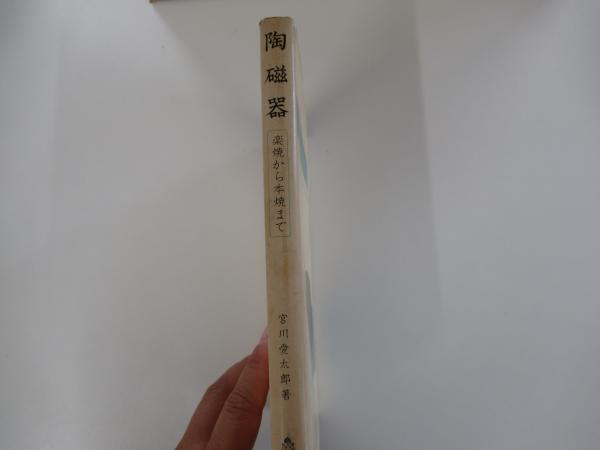 陶磁器
楽焼から本焼まで
宮川愛太郎著